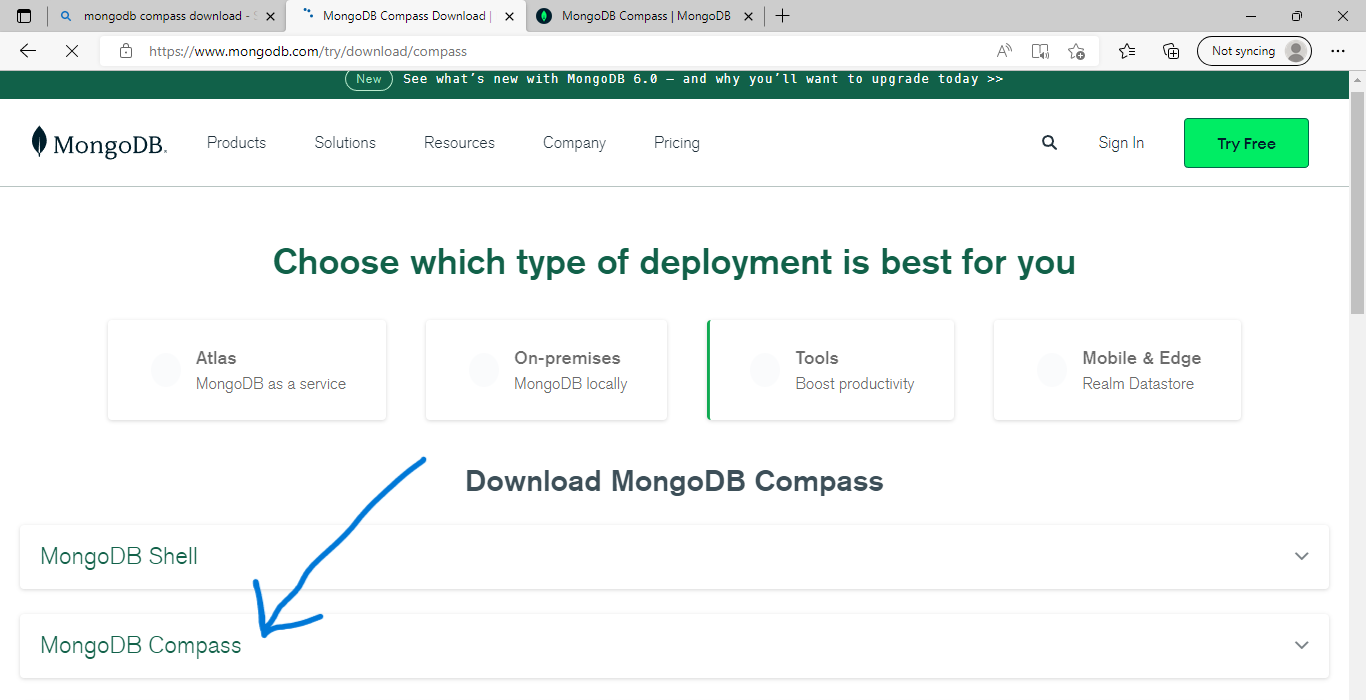 mongodb compass download -
MongoDB Compass Download |
MongoDB Compass | MongoDB
https://www.mongodb.com/try/download/compass
Not syncing
New See what's new with MongoDB 6.0 — and why you'll want to upgrade today >>
MongoDB. Products Solutions Resources Company Pricing Sign In Try Free
Choose which type of deployment is best for you
Atlas
MongoDB as a service
On-premises
MongoDB locally
Tools
Boost productivity
Mobile & Edge
Realm Datastore
Download MongoDB Compass
MongoDB Shell
MongoDB Compass